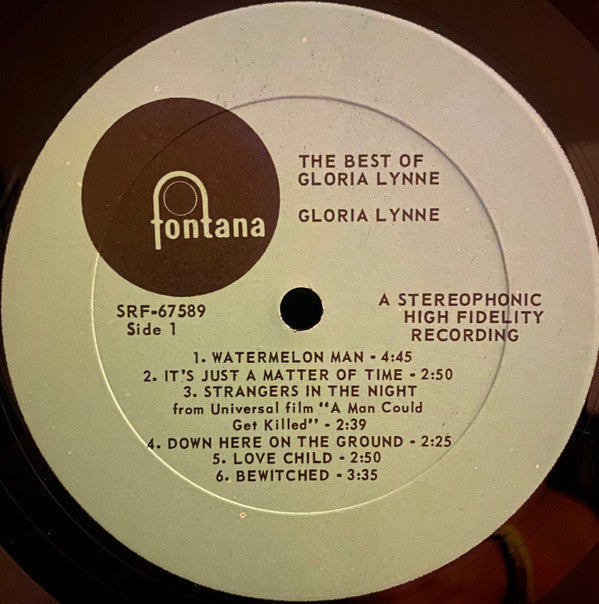 THE BEST OF
GLORIA LYNNE
GLORIA LYNNE
fontana
SRF-67589
Side 1
A STEREOPHONIC
HIGH FIDELITY
RECORDING
1. WATERMELON MAN - 4:45
2. IT'S JUST A MATTER OF TIME - 2:50
3. STRANGERS IN THE NIGHT
from Universal film "A Man Could
Get Killed" - 2:39
4. DOWN HERE ON THE GROUND - 2:25
5. LOVE CHILD - 2:50
6. BEWITCHED - 3:35